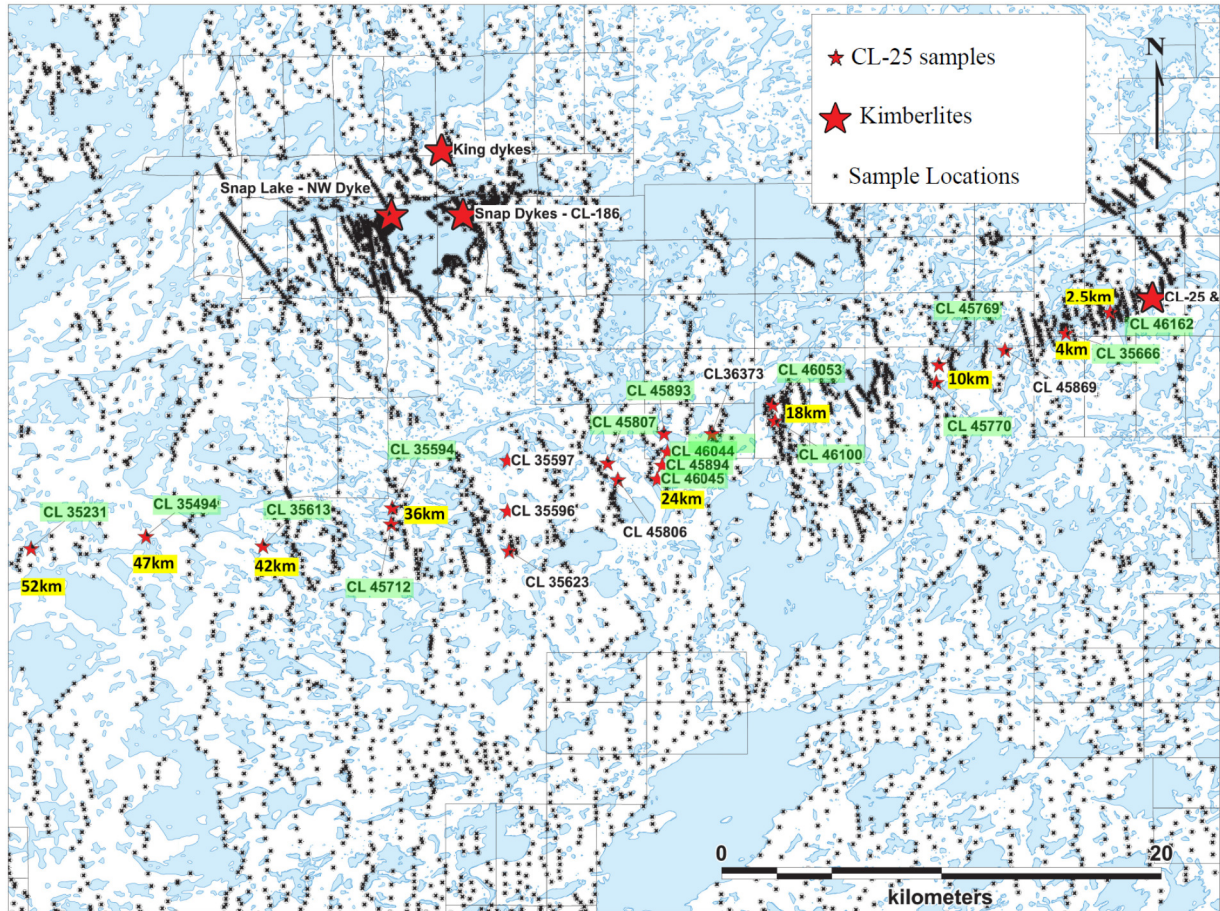 N
CL-25 samples
Kimberlites
Sample Locations
King dykes
Snap Lake - NW Dyke
Snap Dykes - CL-186,
2.5km
CL-25 &
CL 45769
CL 46162
4km
CL 35666
CL36373
CL 46053
10km
CL 45869
CL 45893
18km
CL 45807
CL 45770
CL 35594
CL 46044
CL 46100
CL 35597
CL 45894
CL 46045
24km
CL 35231
CL 35494
CL 35613
36km
CL 35596
CL 45806
52km
47km
42km
CL 45712
CL 35623
0
20
kilometers